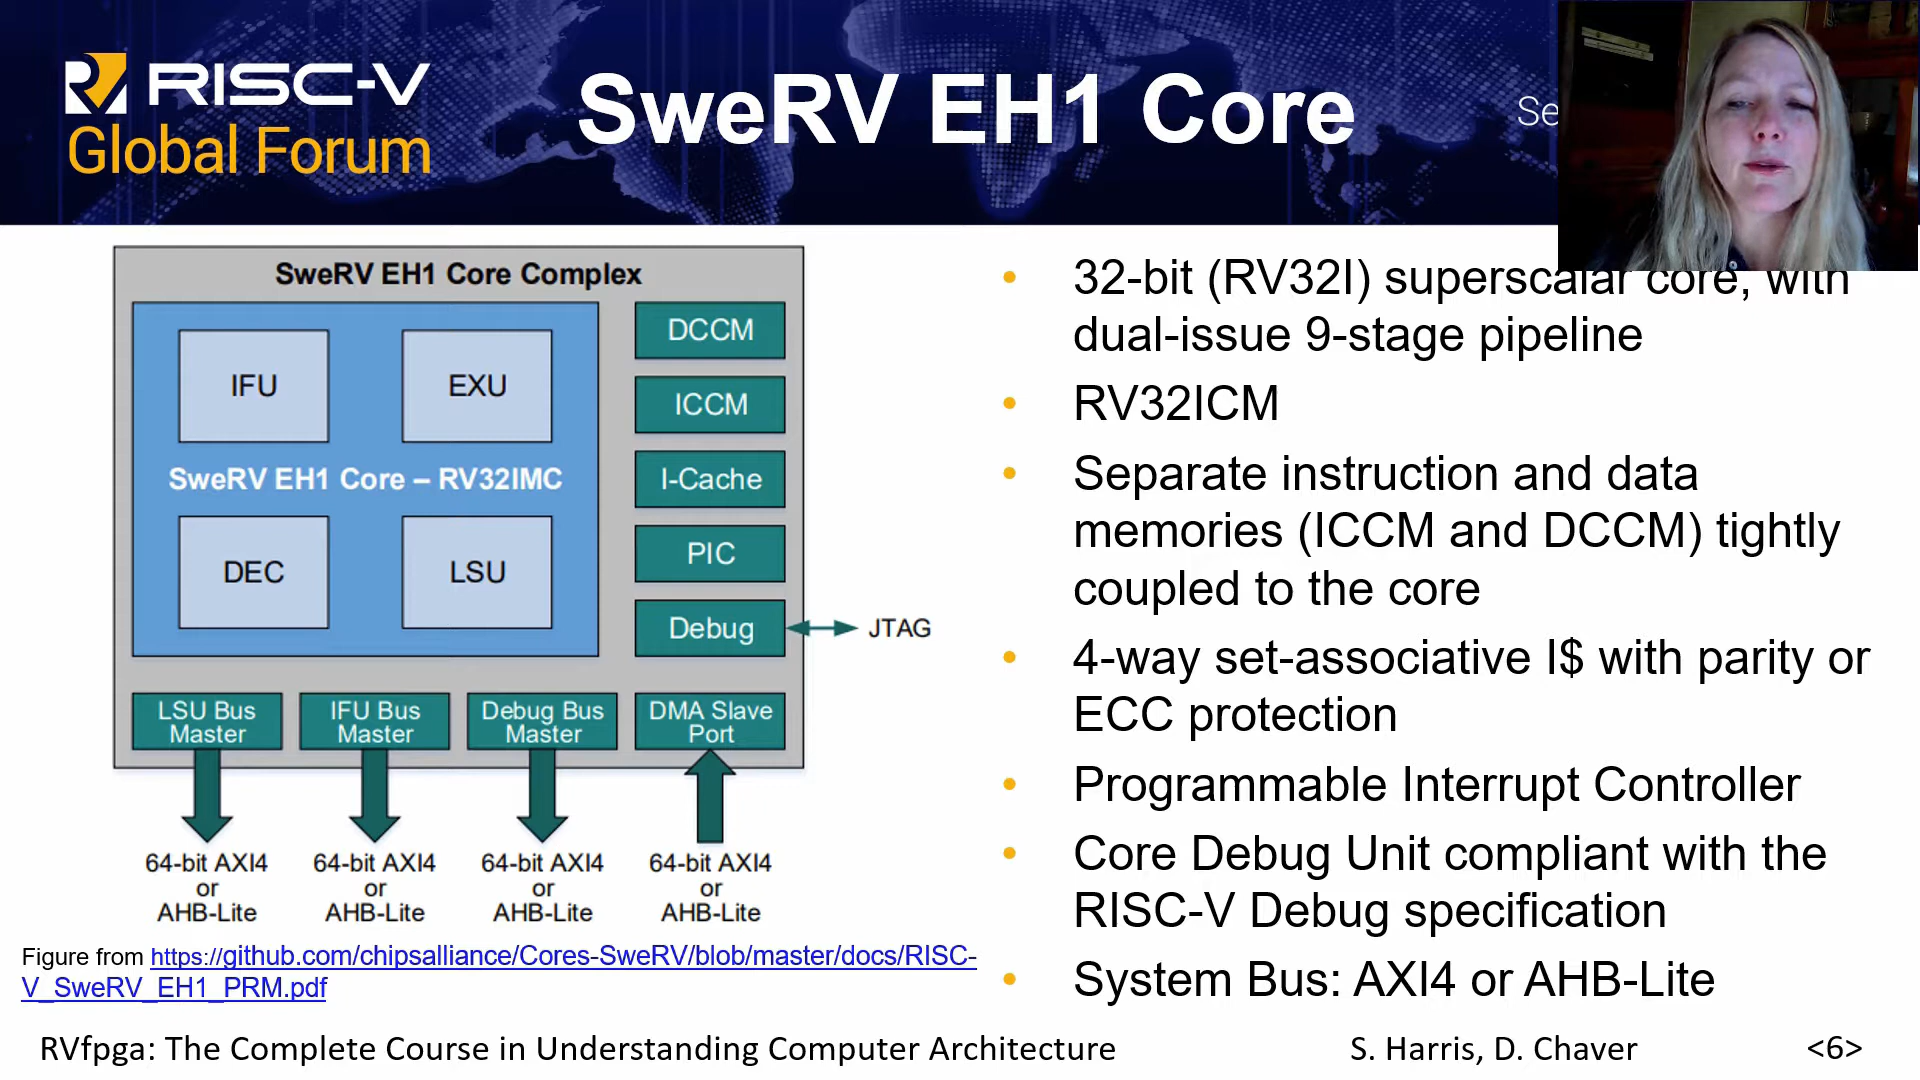 RISC-V
Global Forum
SweRV EH1 Core
Se
SweRV EH1 Core Complex
IFU
EXU
SweRV EH1 Core – RV32IMC
DEC
LSU
DCCM
ICCM
I-Cache
PIC
Debug
JTAG
LSU Bus
Master
IFU Bus
Master
Debug Bus
Master
DMA Slave
Port
64-bit AXI4
or
AHB-Lite
64-bit AXI4
or
AHB-Lite
64-bit AXI4
or
AHB-Lite
64-bit AXI4
or
AHB-Lite
Figure from https://github.com/chipsalliance/Cores-SweRV/blob/master/docs/RISC-
V_SweRV_EH1_PRM.pdf
• 32-bit (RV32I) superscalar core, with
dual-issue 9-stage pipeline
• RV32ICM
• Separate instruction and data
memories (ICCM and DCCM) tightly
coupled to the core
• 4-way set-associative I$ with parity or
ECC protection
• Programmable Interrupt Controller
• Core Debug Unit compliant with the
RISC-V Debug specification
• System Bus: AXI4 or AHB-Lite
RVfpga: The Complete Course in Understanding Computer Architecture
S. Harris, D. Chaver
<6>